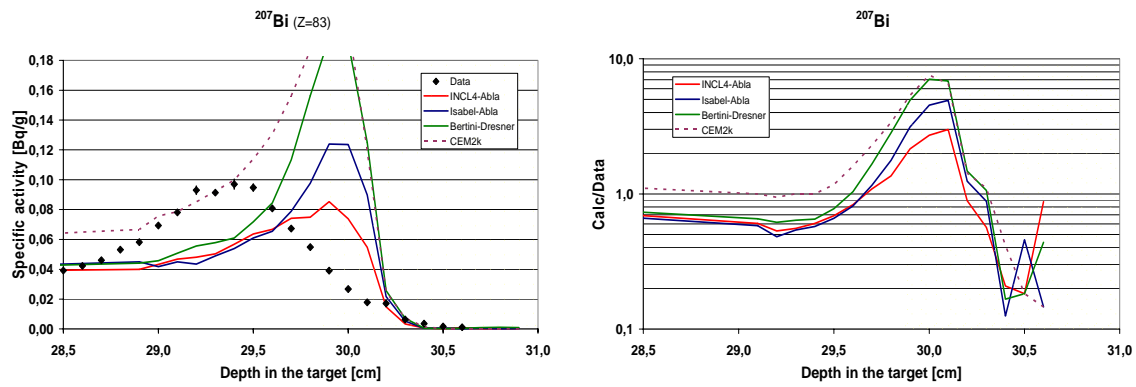 ²⁰⁷Bi (Z=83)
Specific activity [Bq/g]
0,18
0,16
0,14
0,12
0,10
0,08
0,06
0,04
0,02
0,00
28,5 29,0 29,5 30,0 30,5 31,0
Depth in the target [cm]
Data
INCL4-Abla
Isabel-Abla
Bertini-Dresner
CEM2k
²⁰⁷Bi
Calc/Data
10,0
1,0
0,1
28,5 29,0 29,5 30,0 30,5 31,0
Depth in the target [cm]
INCL4-Abla
Isabel-Abla
Bertini-Dresner
CEM2k